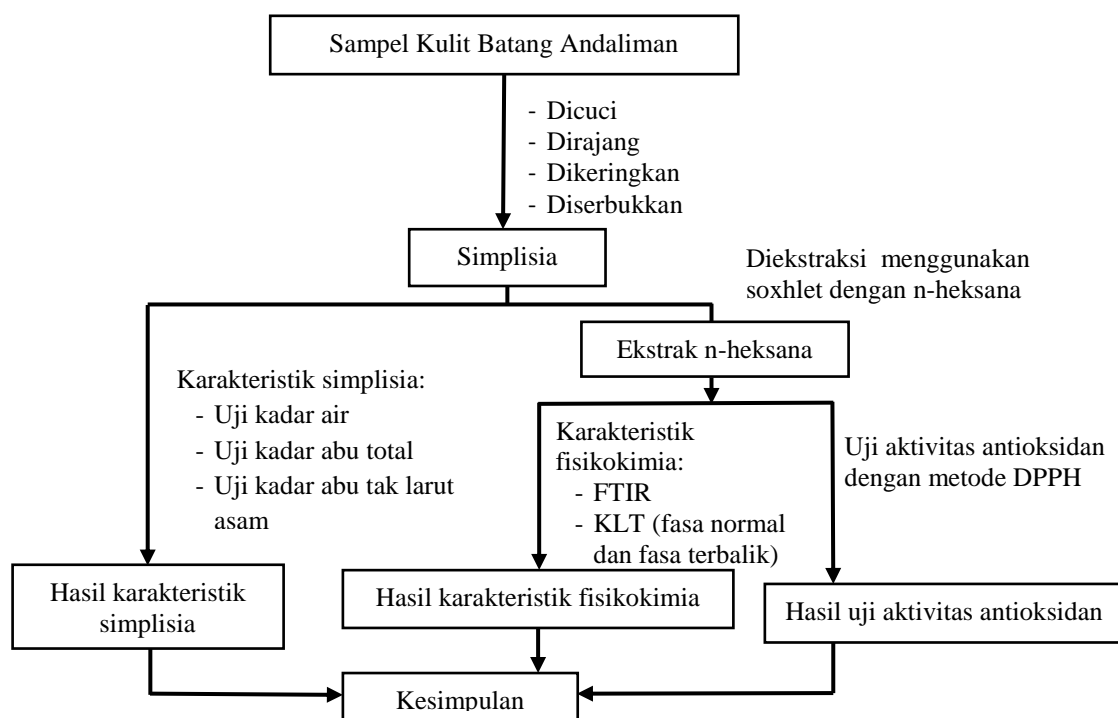 Sampel Kulit Batang Andaliman
- Dicuci
- Dirajang
- Dikeringkan
- Diserbukkan
Simplisia
Diekstraksi menggunakan
soxhlet dengan n-heksana
Ekstrak n-heksana
Karakteristik simplisia:
- Uji kadar air
- Uji kadar abu total
- Uji kadar abu tak larut
asam
Karakteristik
fisikokimia:
- FTIR
- KLT (fasa normal
dan fasa terbalik)
Uji aktivitas antioksidan
dengan metode DPPH
Hasil karakteristik
simplisia
Hasil karakteristik fisikokimia
Hasil uji aktivitas antioksidan
Kesimpulan